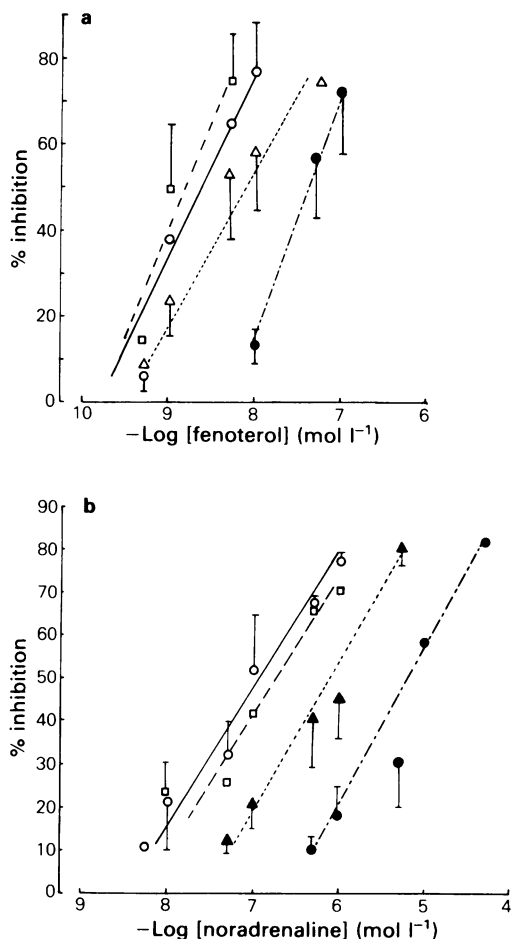 a
80
60
40
20
0
% inhibition
10 9 8 7 6
−Log [fenoterol] (mol l⁻¹)
b
90
80
70
60
50
40
30
20
10
0
% inhibition
9 8 7 6 5 4
−Log [noradrenaline] (mol l⁻¹)